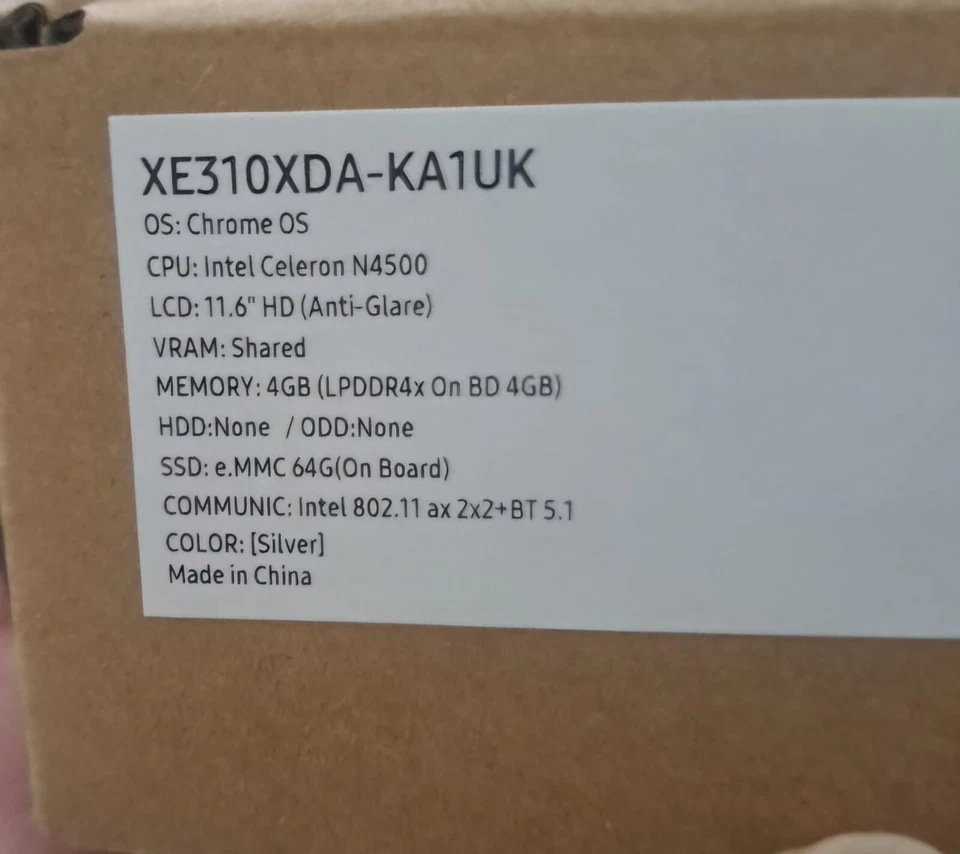 XE310XDA-KA1UK
OS: Chrome OS
CPU: Intel Celeron N4500
LCD: 11.6" HD (Anti-Glare)
VRAM: Shared
MEMORY: 4GB (LPDDR4x On BD 4GB)
HDD:None / ODD:None
SSD: e.MMC 64G(On Board)
COMMUNIC: Intel 802.11 ax 2x2+BT 5.1
COLOR: [Silver]
Made in China